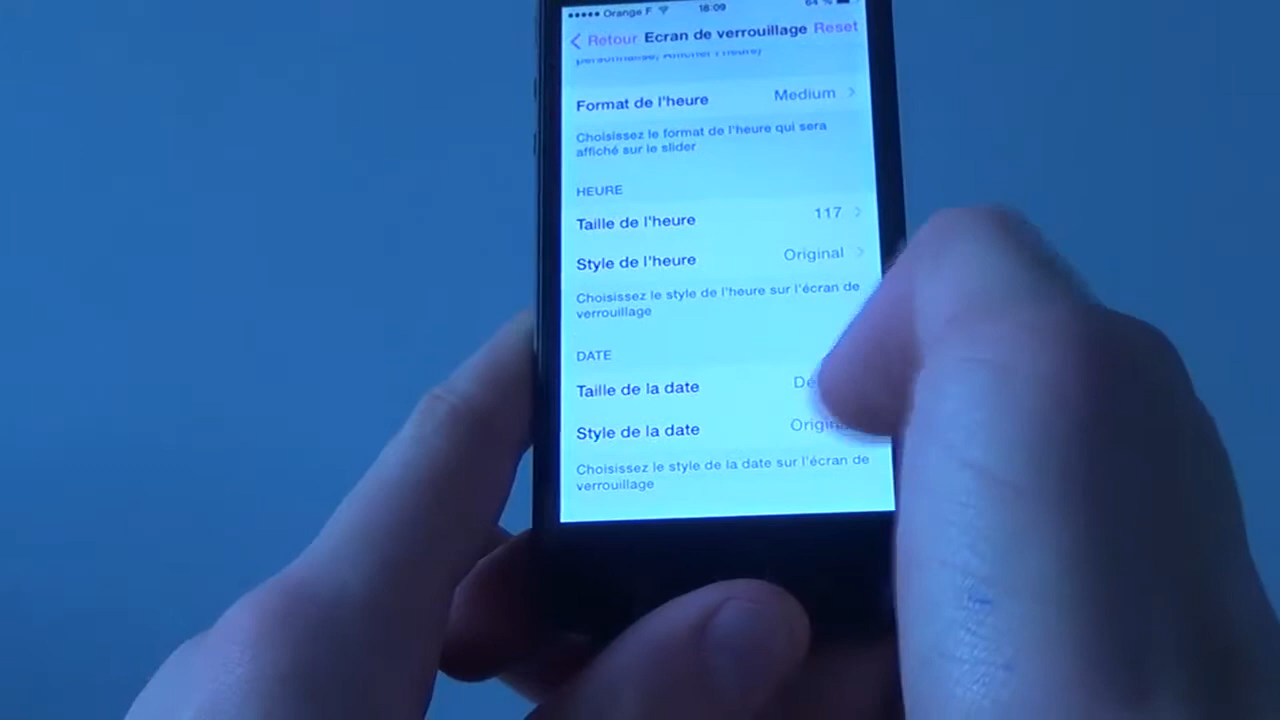 Orange F 18:09 64 %
Retour Ecran de verrouillage Reset
Format de l'heure Medium
Choisissez le format de l'heure qui sera
affiché sur le slider
HEURE
Taille de l'heure 117
Style de l'heure Original
Choisissez le style de l'heure sur l'écran de
verrouillage
DATE
Taille de la date
Style de la date
Choisissez le style de la date sur l'écran de
verrouillage